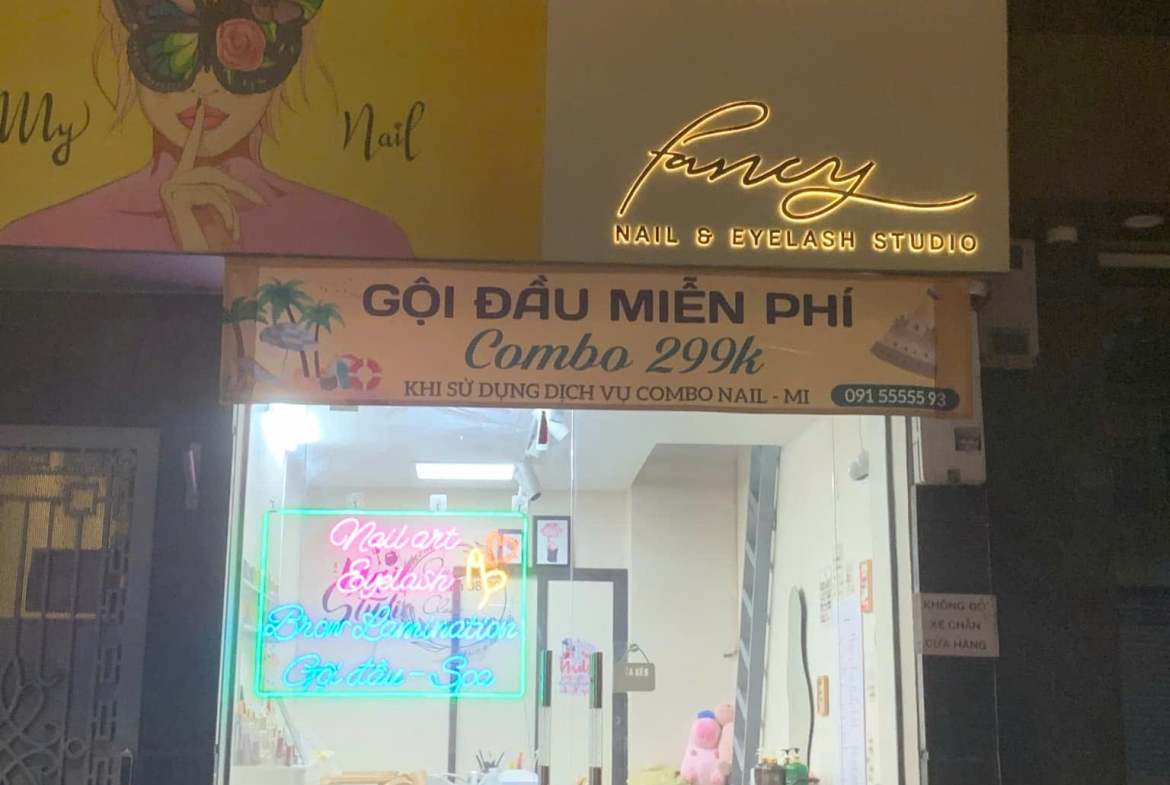 My Nail
fancy
NAIL & EYELASH STUDIO
GỘI ĐẦU MIỄN PHÍ
Combo 299k
KHI SỬ DỤNG DỊCH VỤ COMBO NAIL - MI
091 55555 93
Nail art
Eyelash
Brow Lamination
Gội đầu - Spa
KHÔNG ĐỖ
XE CHẮN
CỬA HÀNG